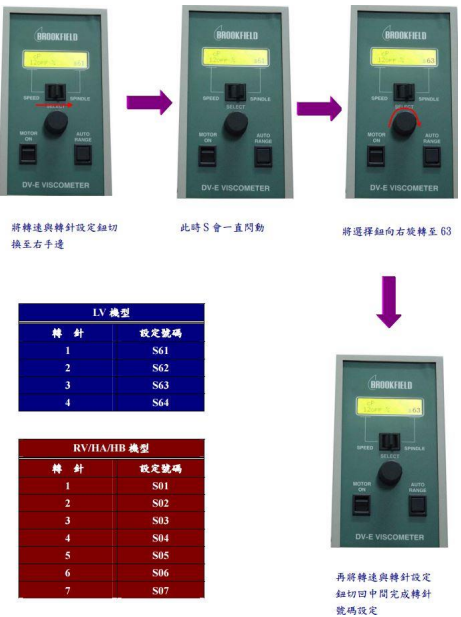 BROOKFIELD
SPEED
SPINDLE
SELECT
MOTOR ON
AUTO RANGE
DV-E VISCOMETER
BROOKFIELD
SPEED
SPINDLE
SELECT
MOTOR ON
AUTO RANGE
DV-E VISCOMETER
BROOKFIELD
63
SPEED
SPINDLE
SELECT
MOTOR ON
AUTO RANGE
DV-E VISCOMETER
將轉速與轉針設定鈕切
換至右手邊
此時S會一直閃動
將選擇鈕向右旋轉至63
LV 機型
轉 針 設定號碼
1 S61
2 S62
3 S63
4 S64
RV/HA/HB 機型
轉 針 設定號碼
1 S01
2 S02
3 S03
4 S04
5 S05
6 S06
7 S07
BROOKFIELD
63
SPEED
SPINDLE
SELECT
MOTOR ON
AUTO RANGE
DV-E VISCOMETER
再將轉速與轉針設定
鈕切回中間完成轉針
號碼設定